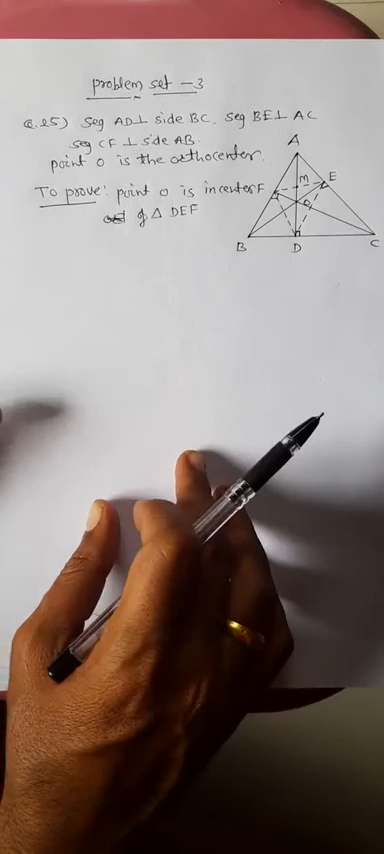 problem set - 3
Q.25) seg AD⊥ side BC. seg BE⊥ AC
seg CF ⊥ side AB.
point O is the orthocenter.
To prove: point O is incenter
of Δ DEF
A
M
E
F
O
B
D
C